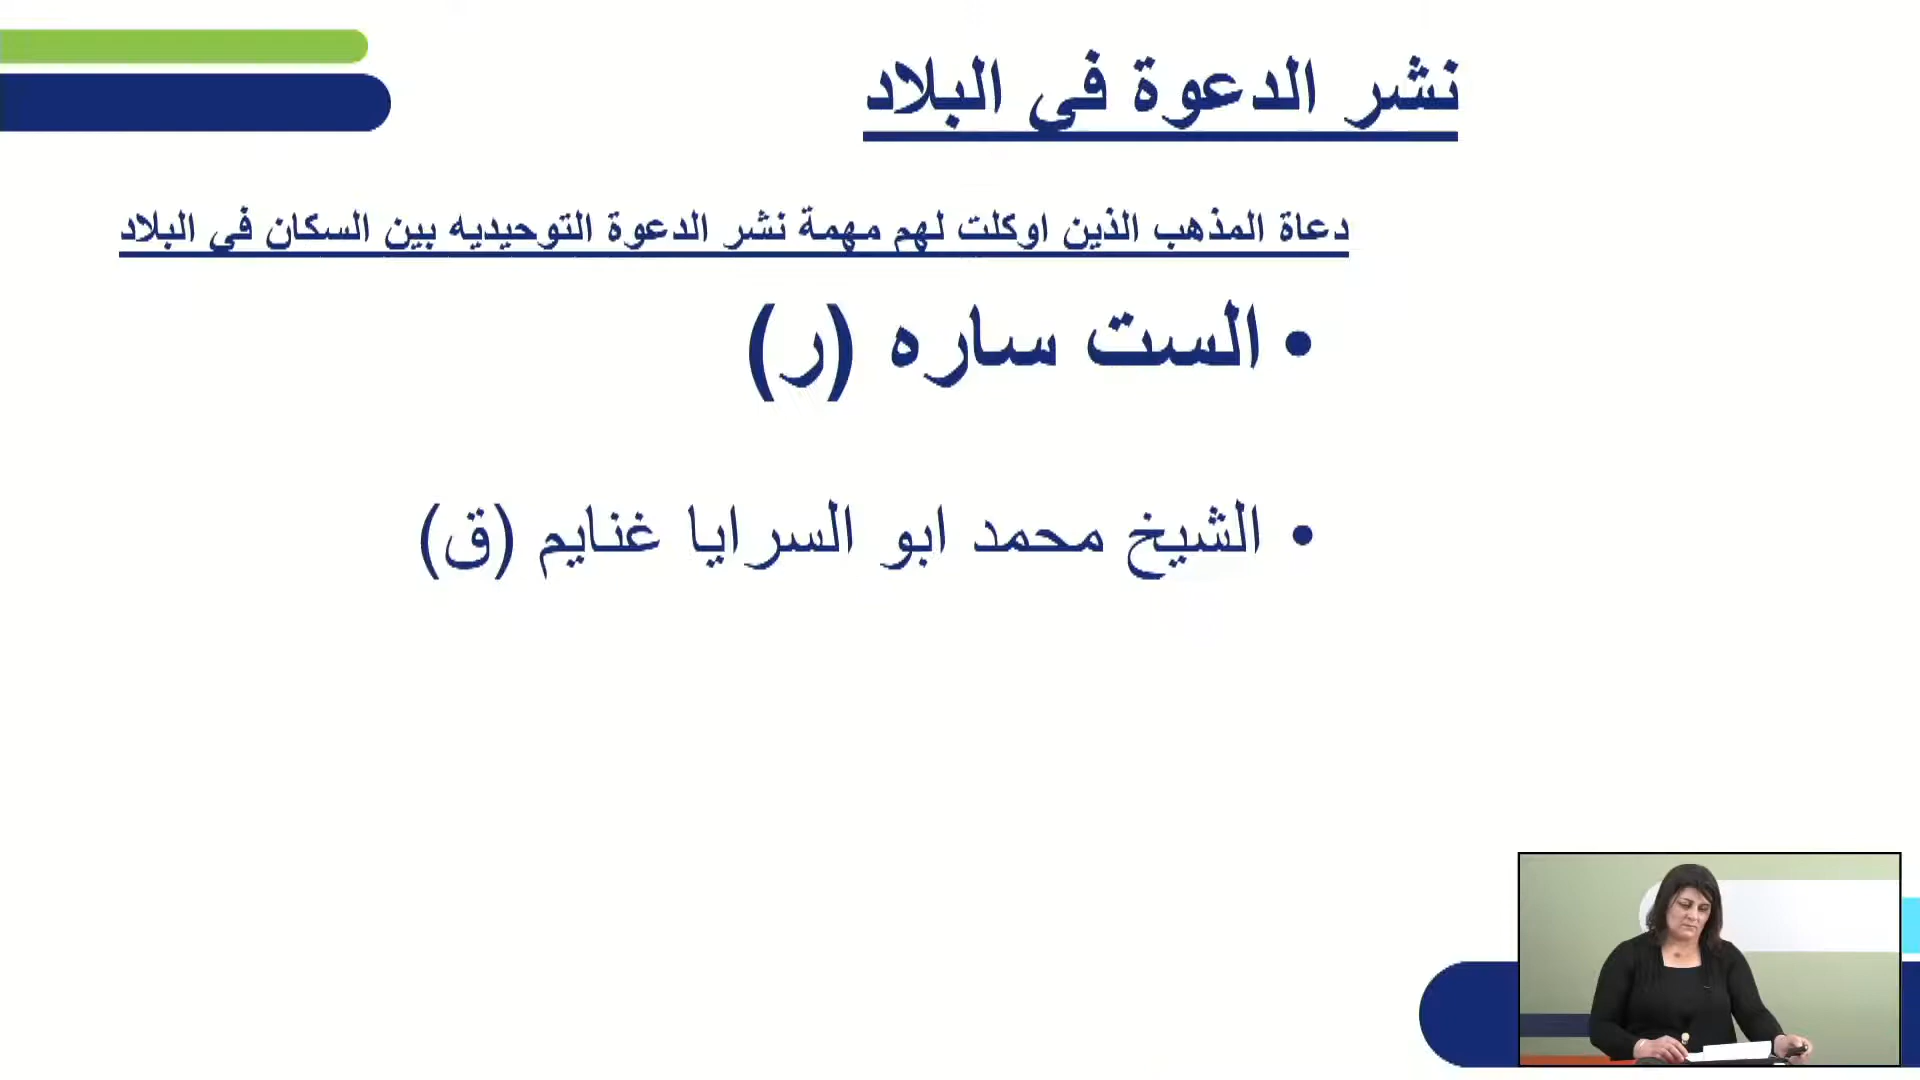 نشر الدعوة في البلاد
دعاة المذهب الذين اوكلت لهم مهمة نشر الدعوة التوحيديه بين السكان في البلاد
• الست ساره (ر)
• الشيخ محمد ابو السرايا غنايم (ق)